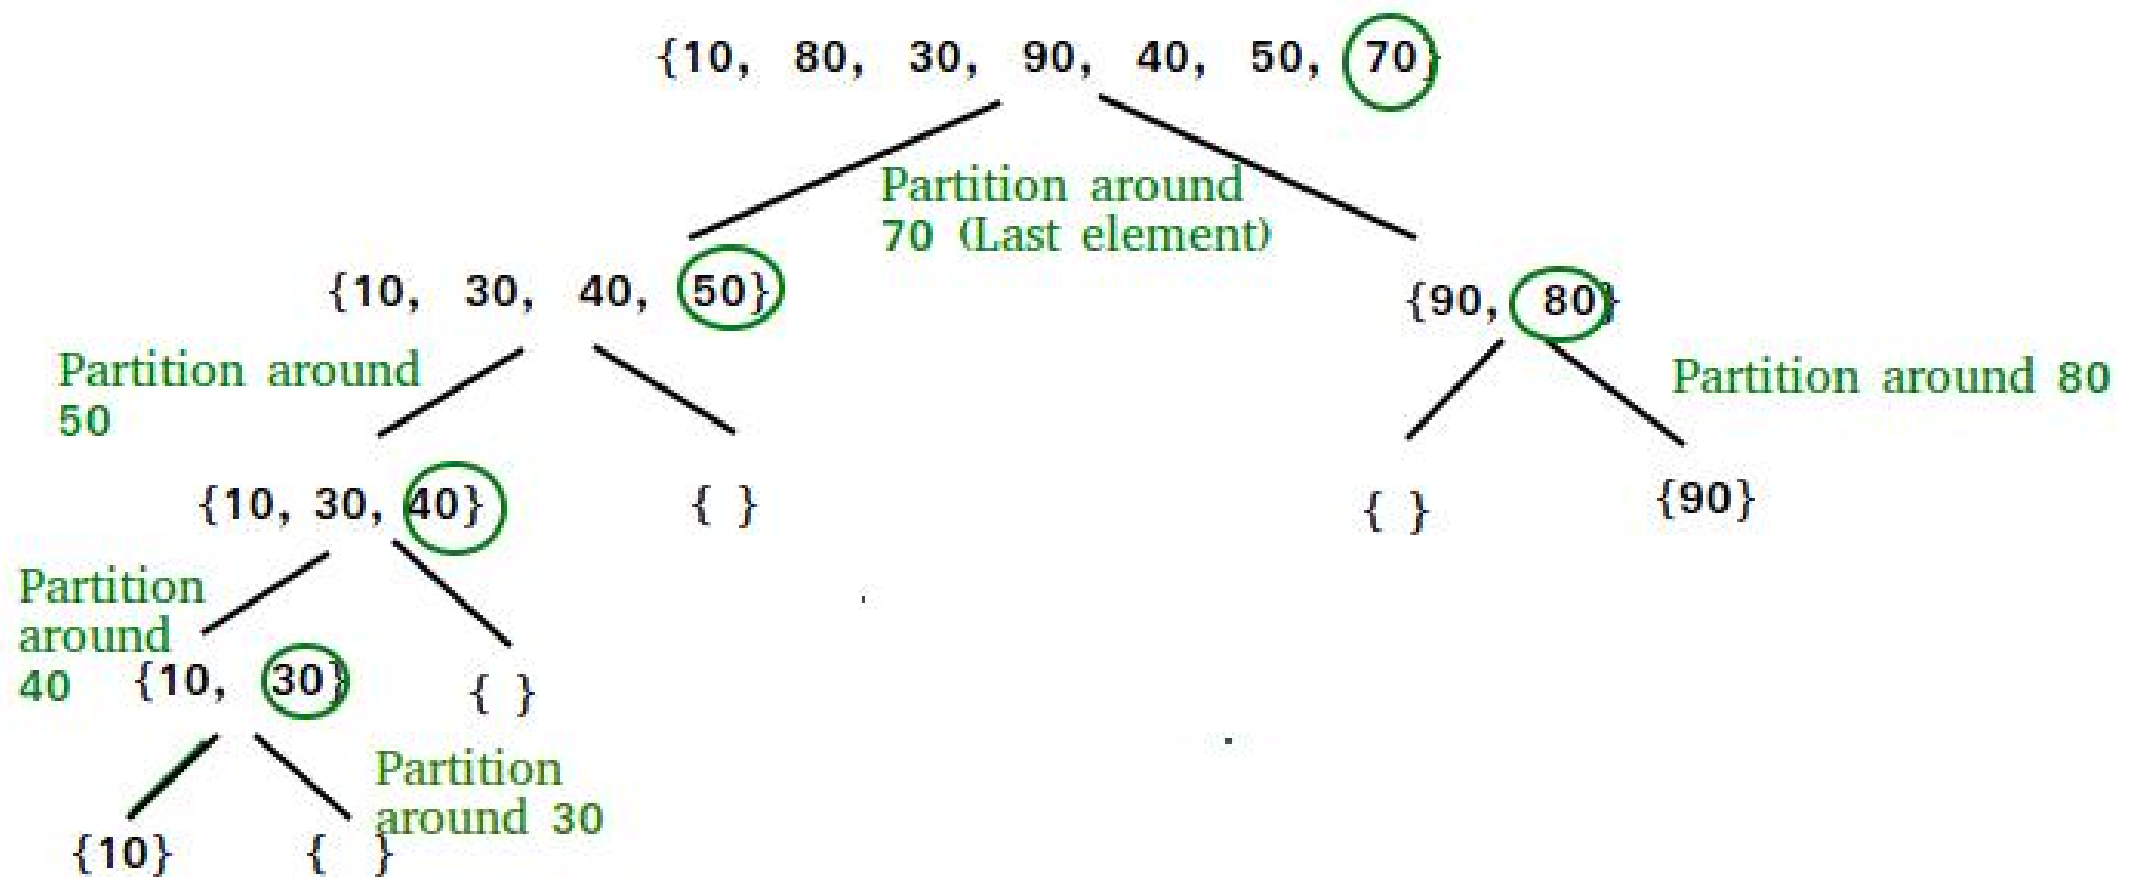 {10, 80, 30, 90, 40, 50, 70}
Partition around
70 (Last element)
{10, 30, 40, 50}
{90, 80}
Partition around
50
Partition around 80
{10, 30, 40}
{ }
{ }
{90}
Partition
around
40
{10, 30}
{ }
Partition
around 30
{10}
{ }